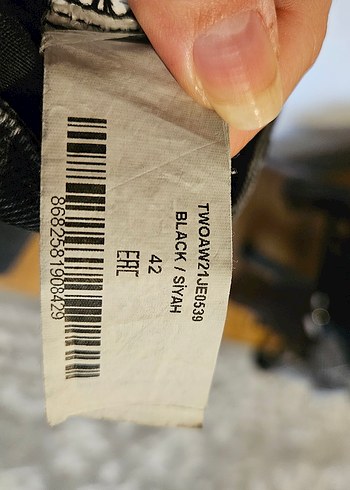 TWOAW21JE0539
BLACK / SİYAH
42
EAC
8682581908429